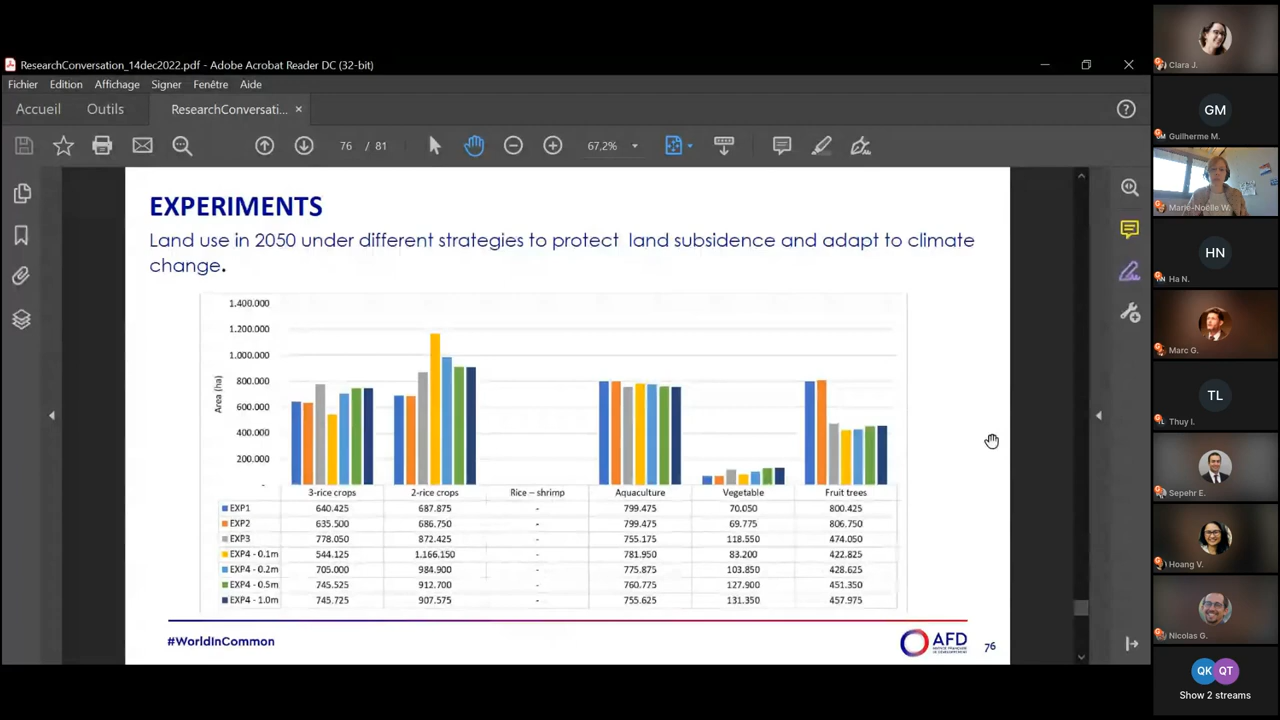 ResearchConversation_14dec2022.pdf - Adobe Acrobat Reader DC (32-bit)
Fichier Edition Affichage Signer Fenêtre Aide
Accueil Outils ResearchConversati... ×
76 / 81 67,2%
EXPERIMENTS
Land use in 2050 under different strategies to protect land subsidence and adapt to climate
change.
Area (ha)
1.400.000
1.200.000
1.000.000
800.000
600.000
400.000
200.000
-
3-rice crops 2-rice crops Rice – shrimp Aquaculture Vegetable Fruit trees
EXP1 640.425 687.875 - 799.475 70.050 800.425
EXP2 635.500 686.750 - 799.475 69.775 806.750
EXP3 778.050 872.425 - 755.175 118.550 474.050
EXP4 - 0.1m 544.125 1.166.150 - 781.950 83.200 422.825
EXP4 - 0.2m 705.000 984.900 - 775.875 103.850 428.625
EXP4 - 0.5m 745.525 912.700 - 760.775 127.900 451.350
EXP4 - 1.0m 745.725 907.575 - 755.625 131.350 457.975
#WorldInCommon
AFD
76
Clara J.
GM
Guilherme M.
Marie-Noëlle W.
HN
Ha N.
Marc G.
TL
Thuy I.
Sepehr E.
Hoang V.
Nicolas G.
QK QT
Show 2 streams